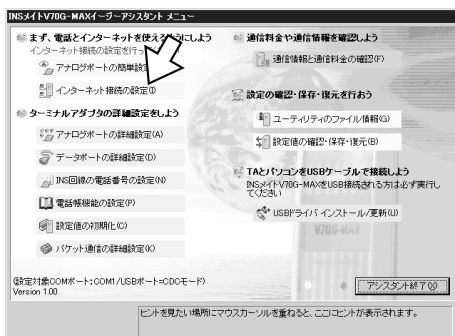 INSメイトV70G-MAXイージーアシスタント メニュー
まず、電話とインターネットを使えるようにしよう
インターネット接続の設定を行っ
アナログポートの簡単設
インターネット接続の設定(I)
ターミナルアダプタの詳細設定をしよう
アナログポートの詳細設定(A)
データポートの詳細設定(D)
INS回線の電話番号の設定(N)
電話帳機能の設定(P)
設定値の初期化(C)
パケット通信の詳細設定(K)
通信料金や通信情報を確認しよう
通信情報と通信料金の確認(F)
設定の確認・保存・復元を行おう
ユーティリティのファイル情報(G)
設定値の確認・保存・復元(O)
TAとパソコンをUSBケーブルで接続しよう
INSメイトV70G-MAXをUSB接続される方は必ず実行し
てください
USBドライバ インストール/更新(U)
V70G-MAX
(設定対象COMポート:COM1/USBポート=CDCモード)
Version 1.00
アシスタント終了(X)
ヒントを見たい場所にマウスカーソルを重ねると、ここにヒントが表示されます。